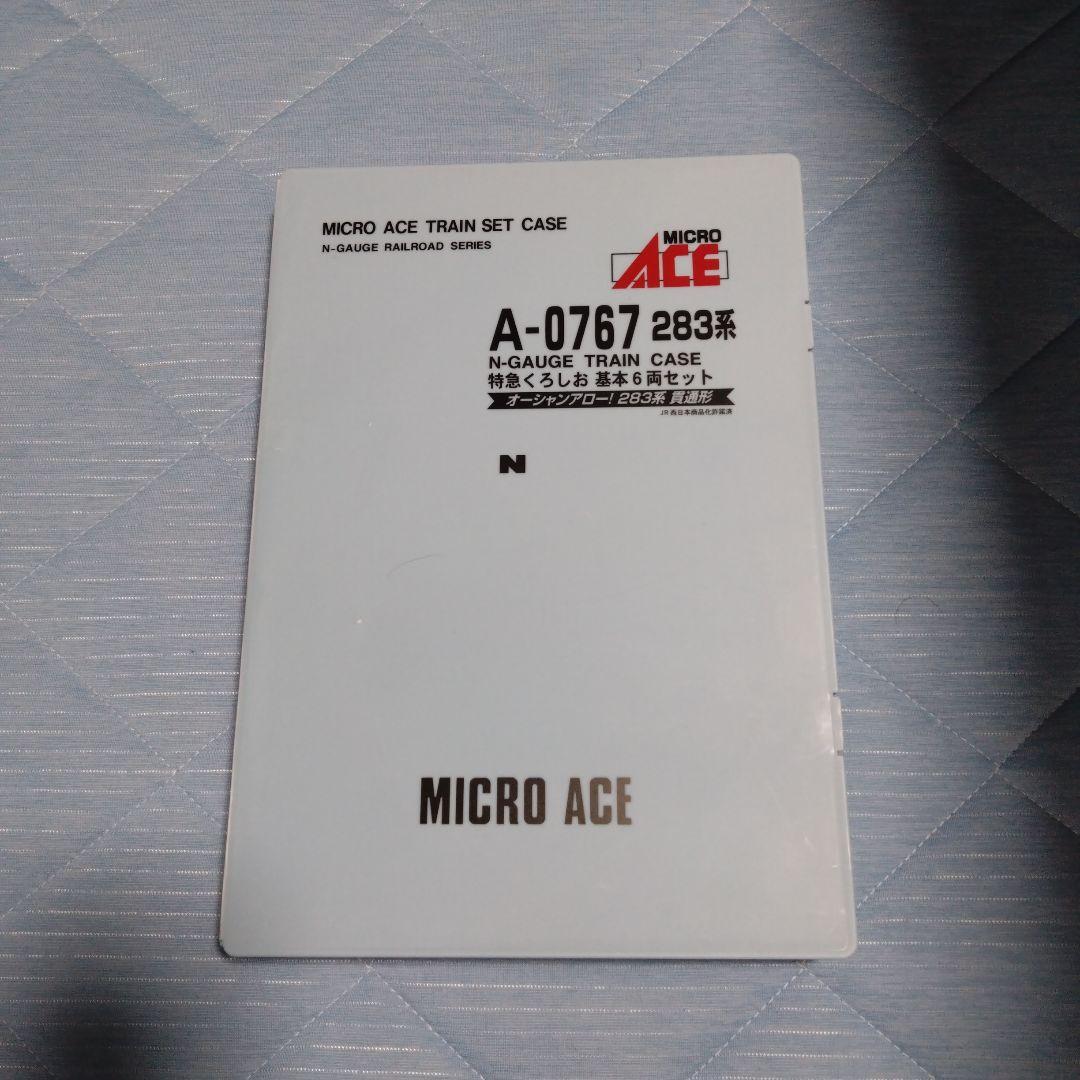 MICRO ACE TRAIN SET CASE
N-GAUGE RAILROAD SERIES
MICRO
ACE
A-0767 283系
N-GAUGE TRAIN CASE
特急くろしお 基本6両セット
オーシャンアロー! 283系 貫通形
JR西日本商品化許諾済
N
MICRO ACE